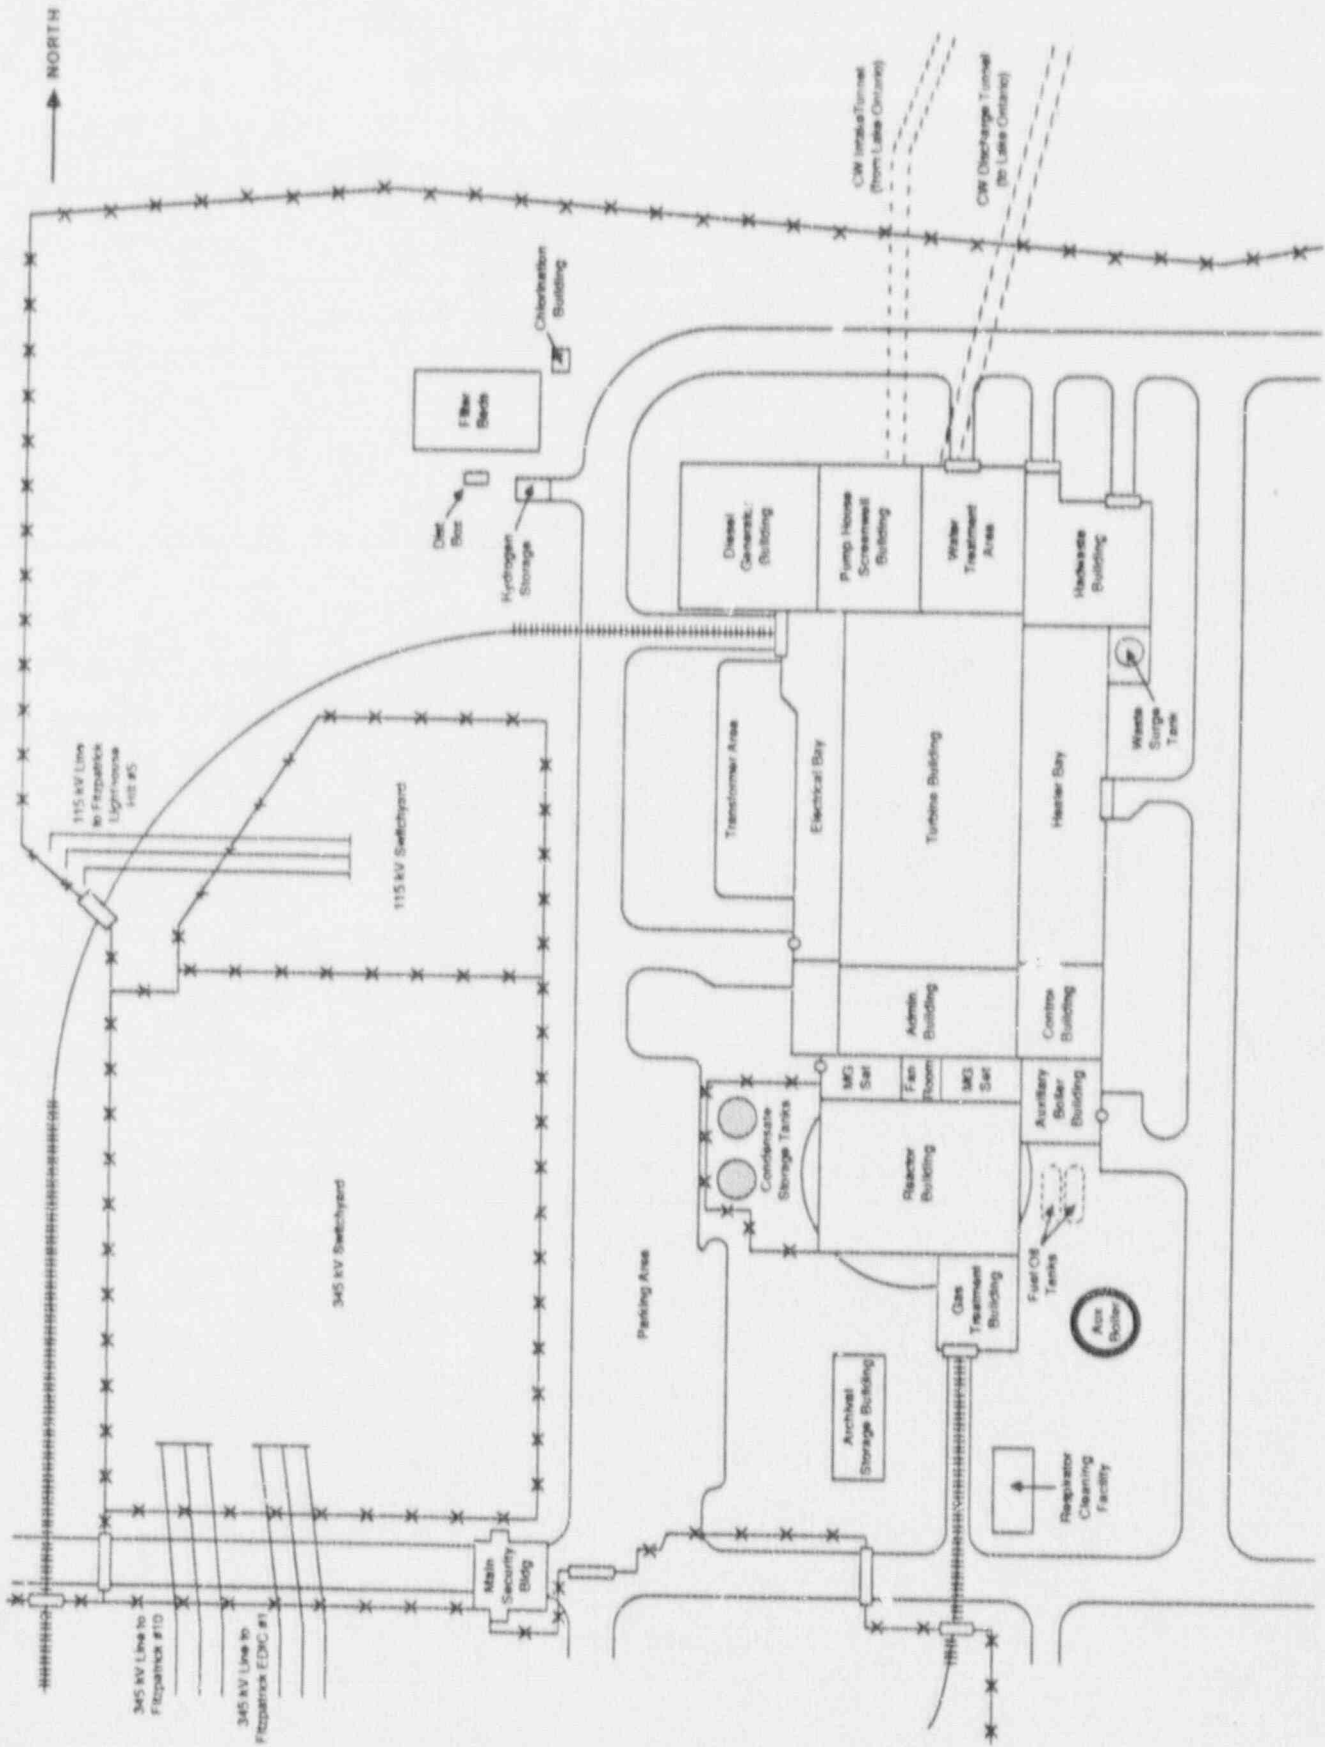 NORTH
CW Intake Tunnel
(from Lake Ontario)
CW Discharge Tunnel
(to Lake Ontario)
Chlorination
Building
Filter
Beds
Hydrogen
Storage
Diesel
Building
Pump House
Screenwell
Building
Water
Treatment
Area
Radwaste
Building
Waste
Surge
Tank
115 kV Line
to Fitzpatrick
Lighthouse
Hill #5
115 kV Switchyard
Transformer Area
Electrical Bay
Turbine Building
Heater Bay
Admin.
Building
Control
Building
MG
Set
Fan
Room
MG
Set
Auxiliary
Boiler
Building
Condensate
Storage Tanks
Reactor
Building
345 kV Switchyard
Parking Area
Gas
Treatment
Building
Fuel Oil
Tanks
Aux
Boiler
Archival
Storage Building
Respirator
Cleaning
Facility
Main
Security
Bldg
345 kV Line to
Fitzpatrick #10
345 kV Line to
Fitzpatrick EDIC #1